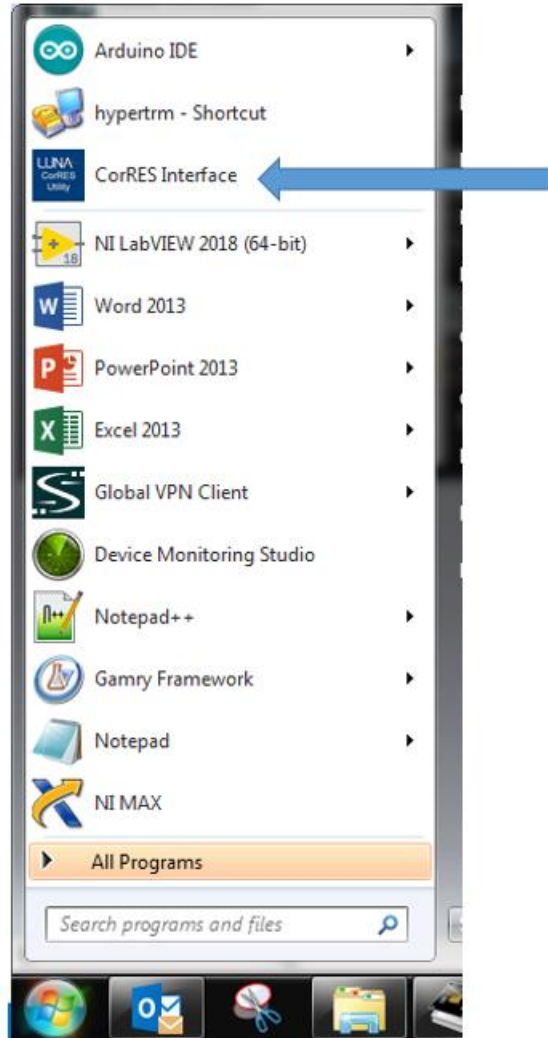 Arduino IDE
hypertrm - Shortcut
LUNA
CorRES
Utility
CorRES Interface
18
NI LabVIEW 2018 (64-bit)
W
Word 2013
P
PowerPoint 2013
X
Excel 2013
S
Global VPN Client
Device Monitoring Studio
n++
Notepad++
Gamry Framework
Notepad
NI MAX
All Programs
Search programs and files
O